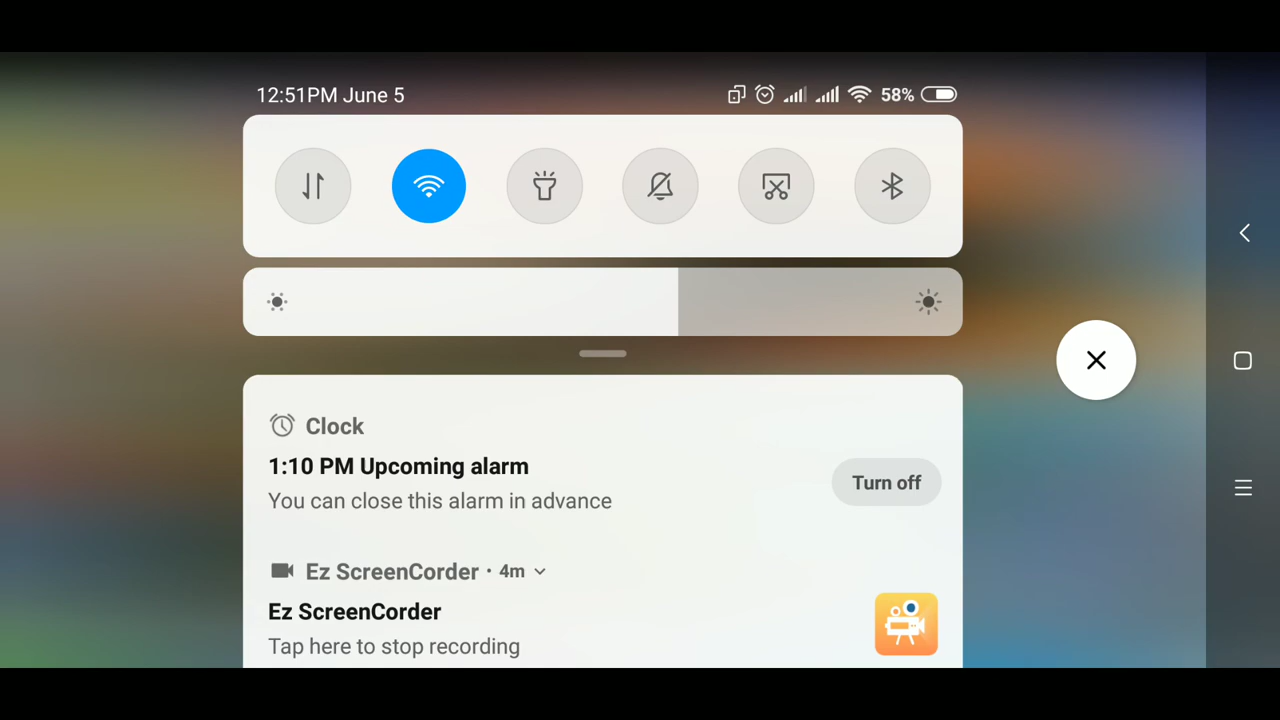 12:51PM June 5
58%
Clock
1:10 PM Upcoming alarm
You can close this alarm in advance
Turn off
Ez ScreenCorder · 4m
Ez ScreenCorder
Tap here to stop recording